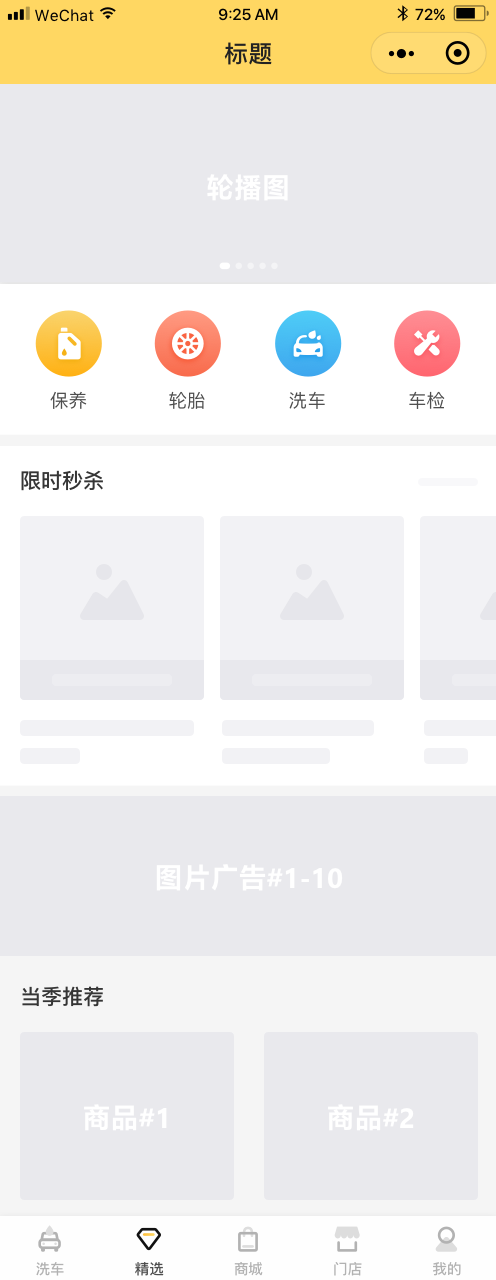 WeChat 9:25 AM 72%
标题
轮播图
保养 轮胎 洗车 车检
限时秒杀
图片广告#1-10
当季推荐
商品#1 商品#2
洗车 精选 商城 门店 我的